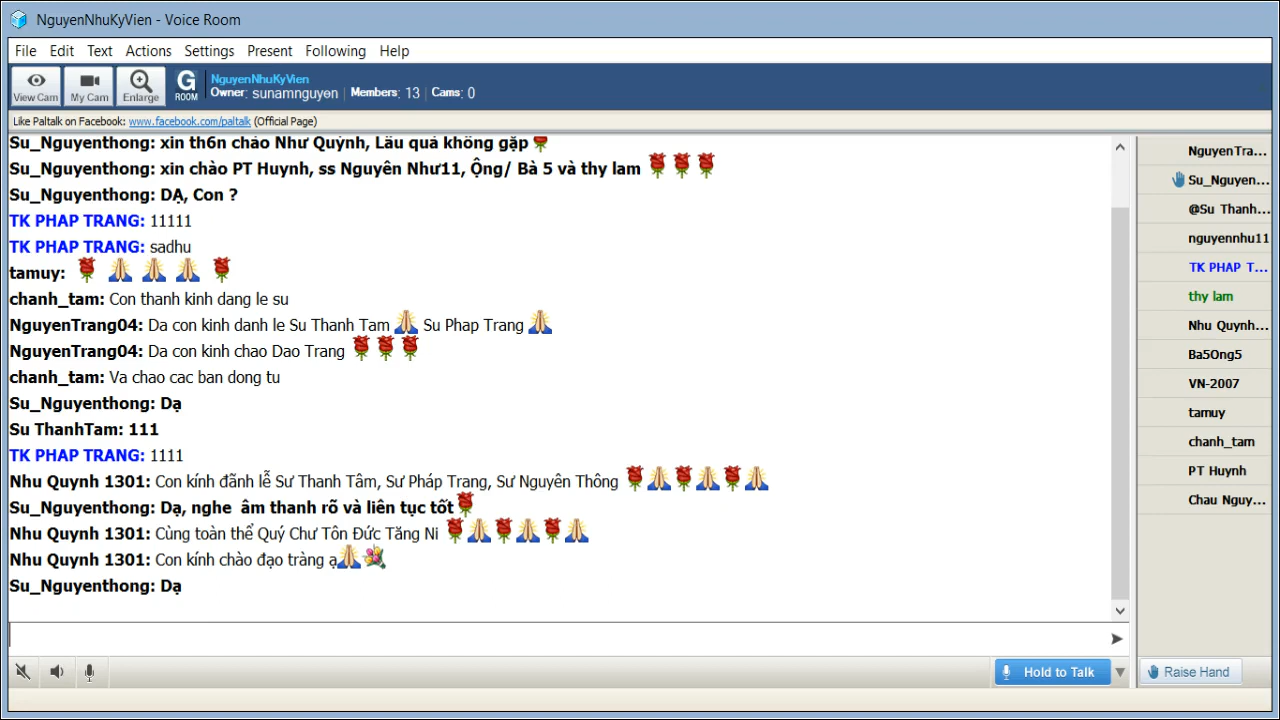 NguyenNhuKyVien - Voice Room
File Edit Text Actions Settings Present Following Help
View Cam My Cam Enlarge G ROOM
NguyenNhuKyVien
Owner: sunamnguyen Members: 13 Cams: 0
Like Paltalk on Facebook: www.facebook.com/paltalk (Official Page)
Su_Nguyenthong: xin th6n chào Như Quỳnh, Lâu quá không gặp
Su_Nguyenthong: xin chào PT Huynh, ss Nguyên Như11, Ộng/ Bà 5 và thy lam
Su_Nguyenthong: DẠ, Con ?
TK PHAP TRANG: 11111
TK PHAP TRANG: sadhu
tamuy:
chanh_tam: Con thanh kinh dang le su
NguyenTrang04: Da con kinh danh le Su Thanh Tam Su Phap Trang
NguyenTrang04: Da con kinh chao Dao Trang
chanh_tam: Va chao cac ban dong tu
Su_Nguyenthong: Dạ
Su ThanhTam: 111
TK PHAP TRANG: 1111
Nhu Quynh 1301: Con kính đãnh lễ Sư Thanh Tâm, Sư Pháp Trang, Sư Nguyên Thông
Su_Nguyenthong: Dạ, nghe âm thanh rõ và liên tục tốt
Nhu Quynh 1301: Cùng toàn thể Quý Chư Tôn Đức Tăng Ni
Nhu Quynh 1301: Con kính chào đạo tràng ạ
Su_Nguyenthong: Dạ
NguyenTra...
Su_Nguyen...
@Su Thanh...
nguyennhu11
TK PHAP T...
thy lam
Nhu Quynh...
Ba5Ong5
VN-2007
tamuy
chanh_tam
PT Huynh
Chau Nguy...
Hold to Talk
Raise Hand